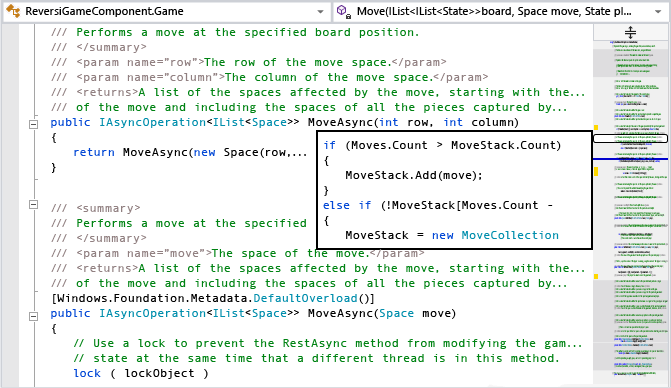 ReversiGameComponent.Game
Move(IList<IList<State>>board, Space move, State pl...
/// Performs a move at the specified board position.
/// </summary>
/// <param name="row">The row of the move space.</param>
/// <param name="column">The column of the move space.</param>
/// <returns>A list of the spaces affected by the move, starting with the...
/// of the move and including the spaces of all the pieces captured by...
public IAsyncOperation<IList<Space>> MoveAsync(int row, int column)
{
return MoveAsync(new Space(row,...
}
if (Moves.Count > MoveStack.Count)
{
MoveStack.Add(move);
}
else if (!MoveStack[Moves.Count -
{
MoveStack = new MoveCollection
/// <summary>
/// Performs a move at the specified
/// </summary>
/// <param name="move">The space of the move.</param>
/// <returns>A list of the spaces affected by the move, starting with the...
/// of the move and including the spaces of all the pieces captured by...
[Windows.Foundation.Metadata.DefaultOverload()]
public IAsyncOperation<IList<Space>> MoveAsync(Space move)
{
// Use a lock to prevent the RestAsync method from modifying the gam...
// state at the same time that a different thread is in this method.
lock ( lockObject )